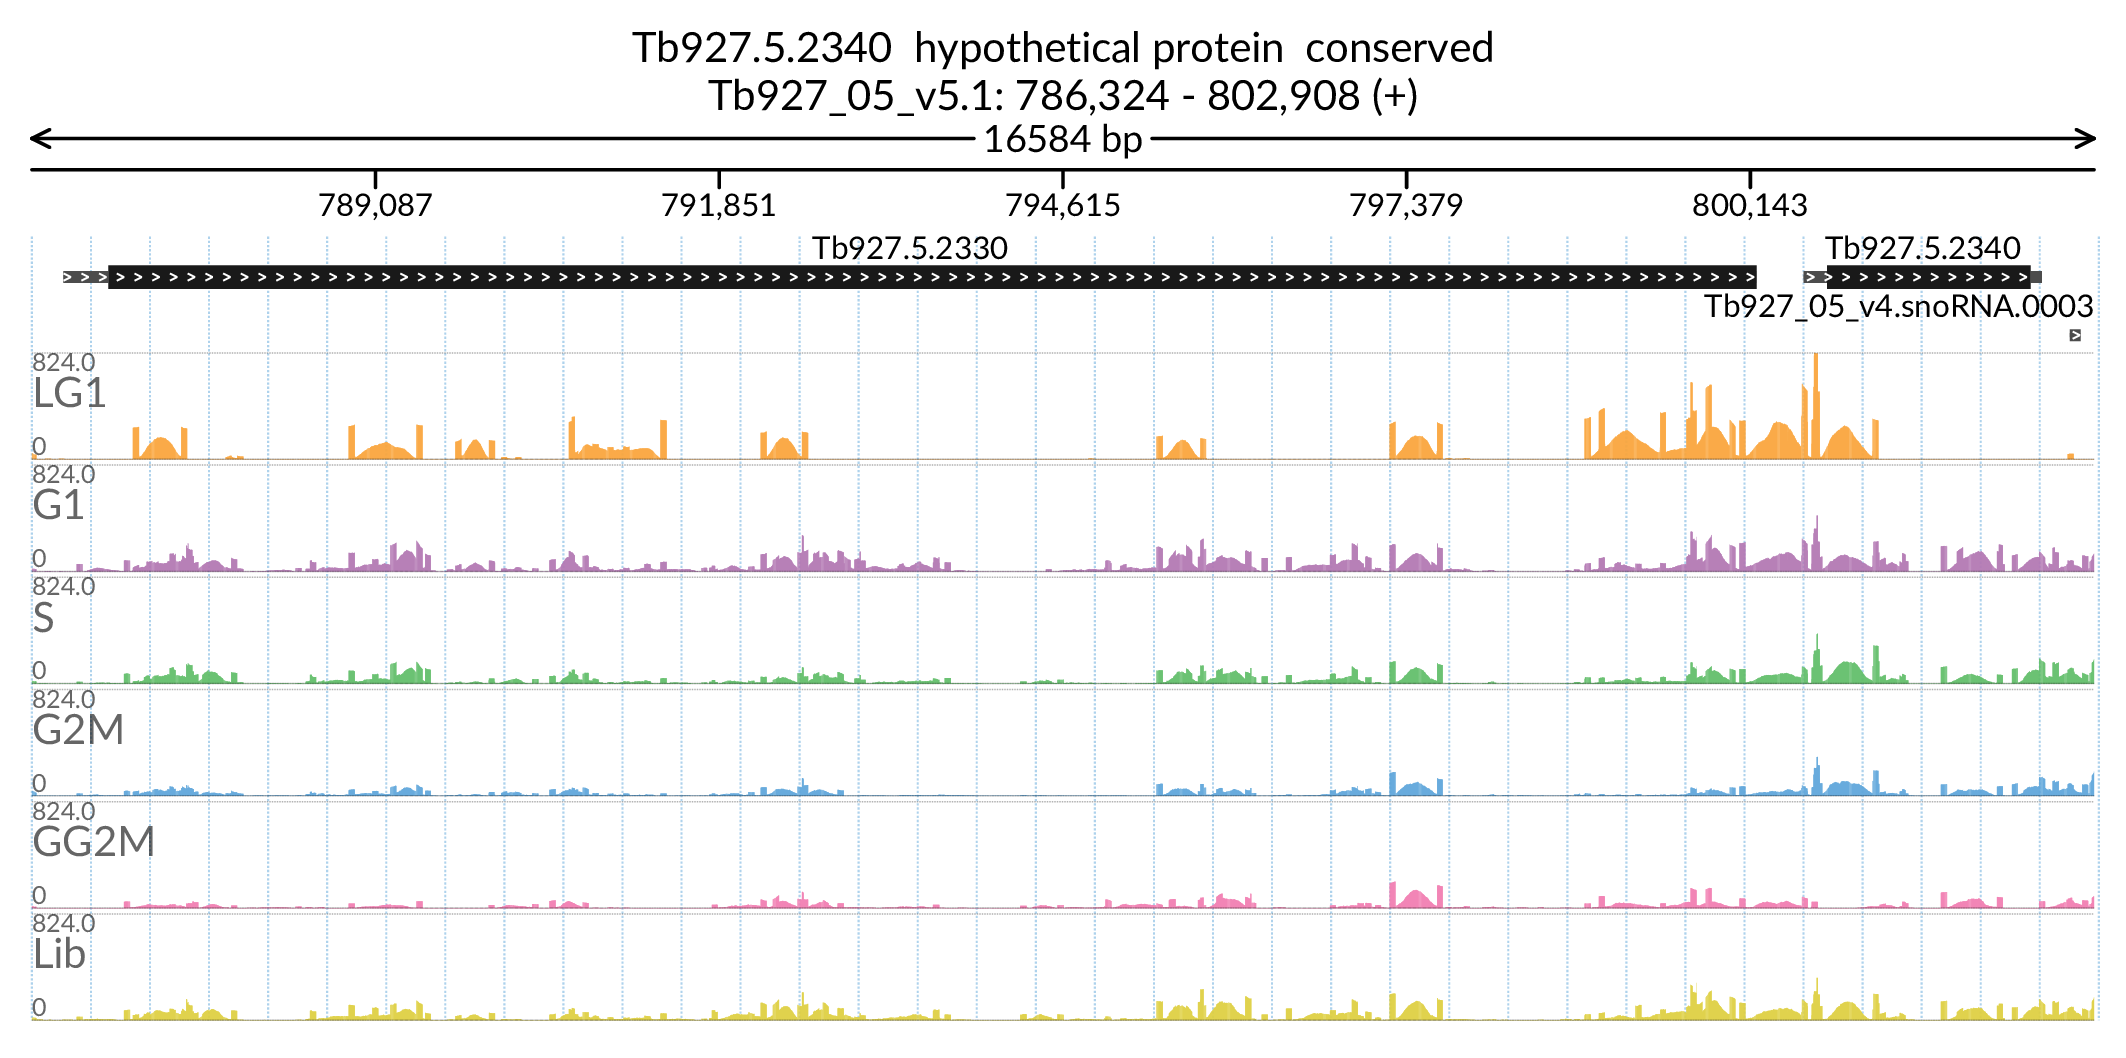 Tb927.5.2340 hypothetical protein conserved
Tb927_05_v5.1: 786,324 - 802,908 (+)
16584 bp
789,087 791,851 794,615 797,379 800,143
Tb927.5.2330 Tb927.5.2340
Tb927_05_v4.snoRNA.0003
824.0
LG1
0
824.0
G1
0
824.0
S
0
824.0
G2M
0
824.0
GG2M
0
824.0
Lib
0